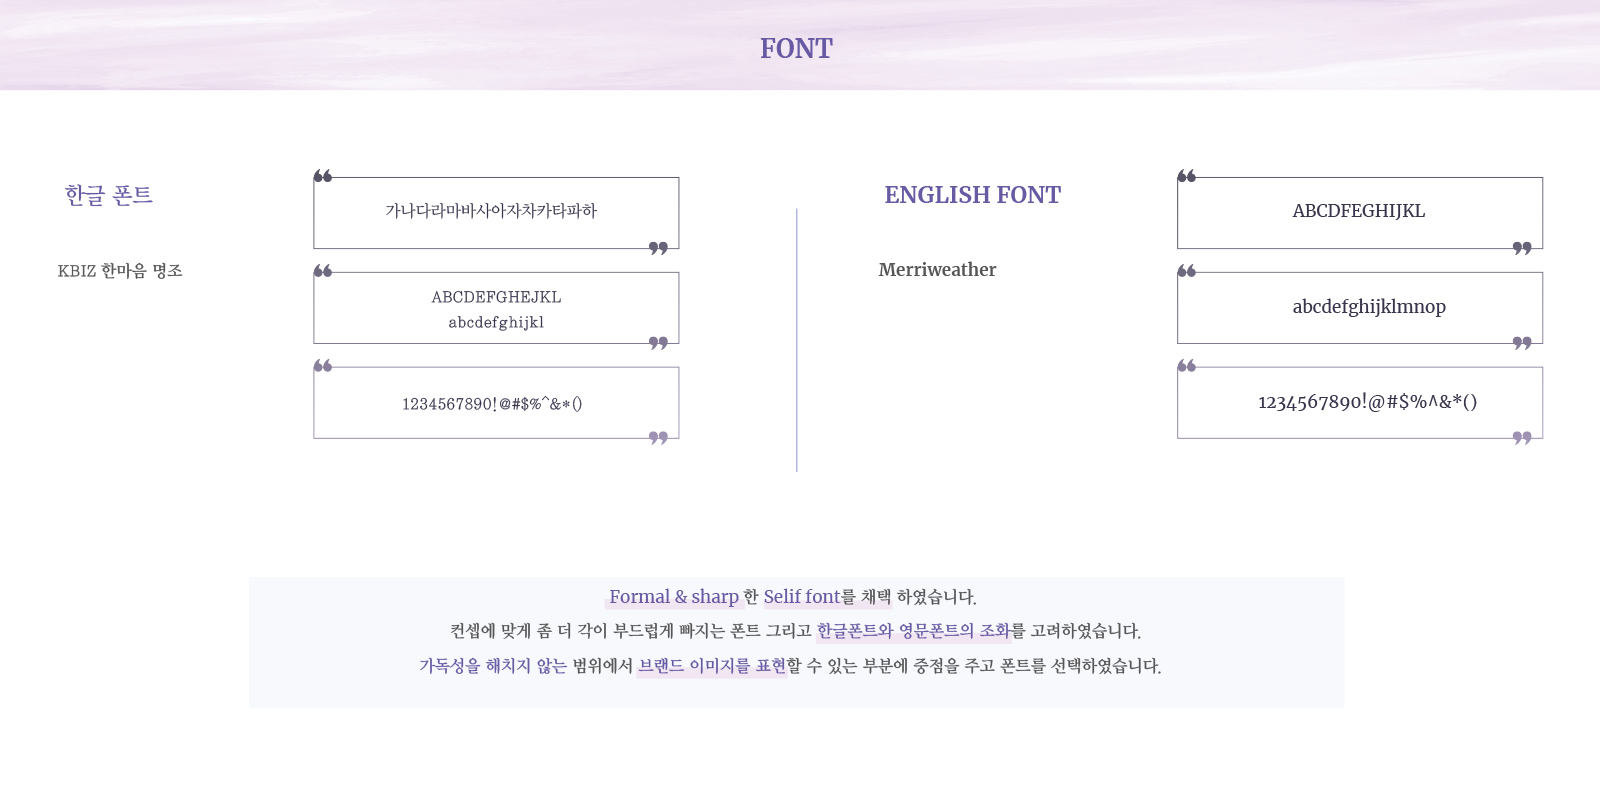 FONT
한글 폰트
KBIZ 한마음 명조
가나다라마바사아자차카타파하
ABCDEFGHEJKL
abcdefghijkl
1234567890!@#$%^&*()
ENGLISH FONT
Merriweather
ABCDFEGHIJKL
abcdefghijklmnop
1234567890!@#$%^&*()
Formal & sharp 한 Selif font를 채택 하였습니다.
컨셉에 맞게 좀 더 각이 부드럽게 빠지는 폰트 그리고 한글폰트와 영문폰트의 조화를 고려하였습니다.
가독성을 해치지 않는 범위에서 브랜드 이미지를 표현할 수 있는 부분에 중점을 주고 폰트를 선택하였습니다.